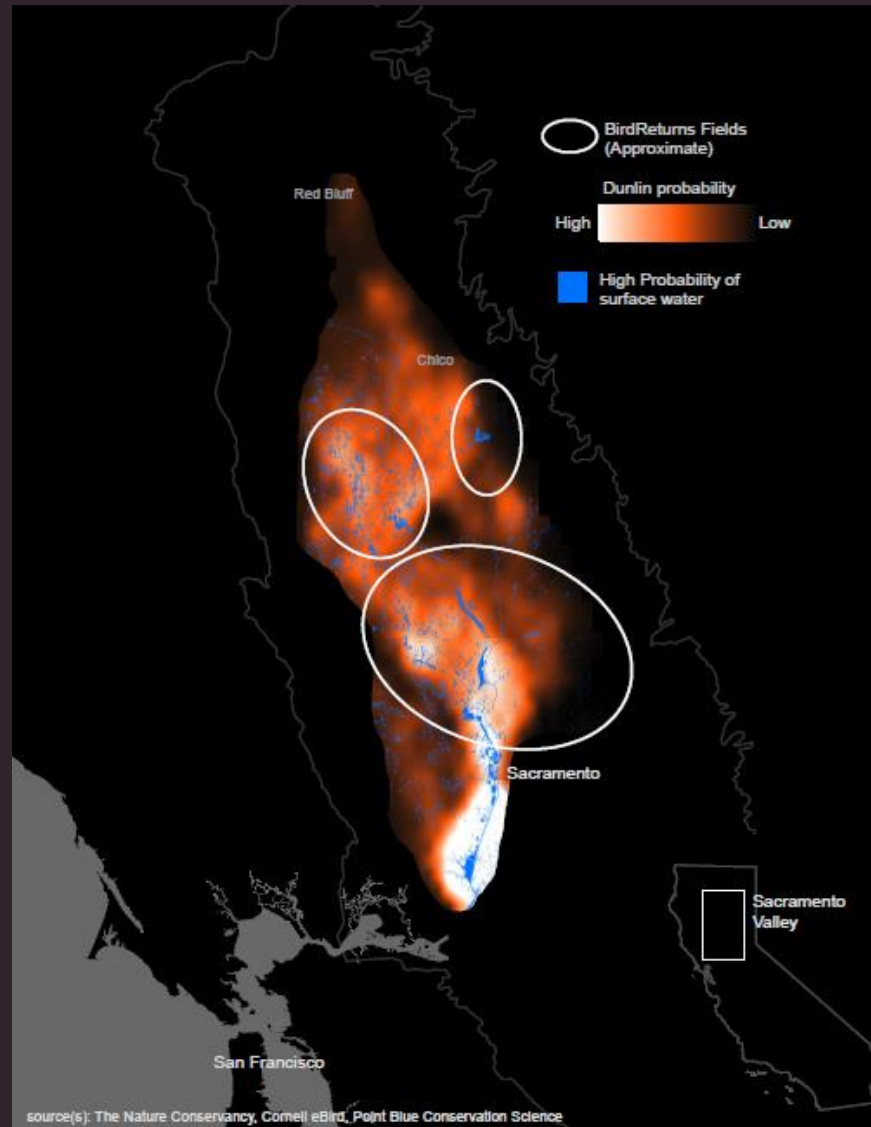 BirdReturns Fields
(Approximate)
Dunlin probability
High
Low
High Probability of
surface water
Red Bluff
Chico
Sacramento
Sacramento
Valley
San Francisco
source(s): The Nature Conservancy, Cornell eBird, Point Blue Conservation Science